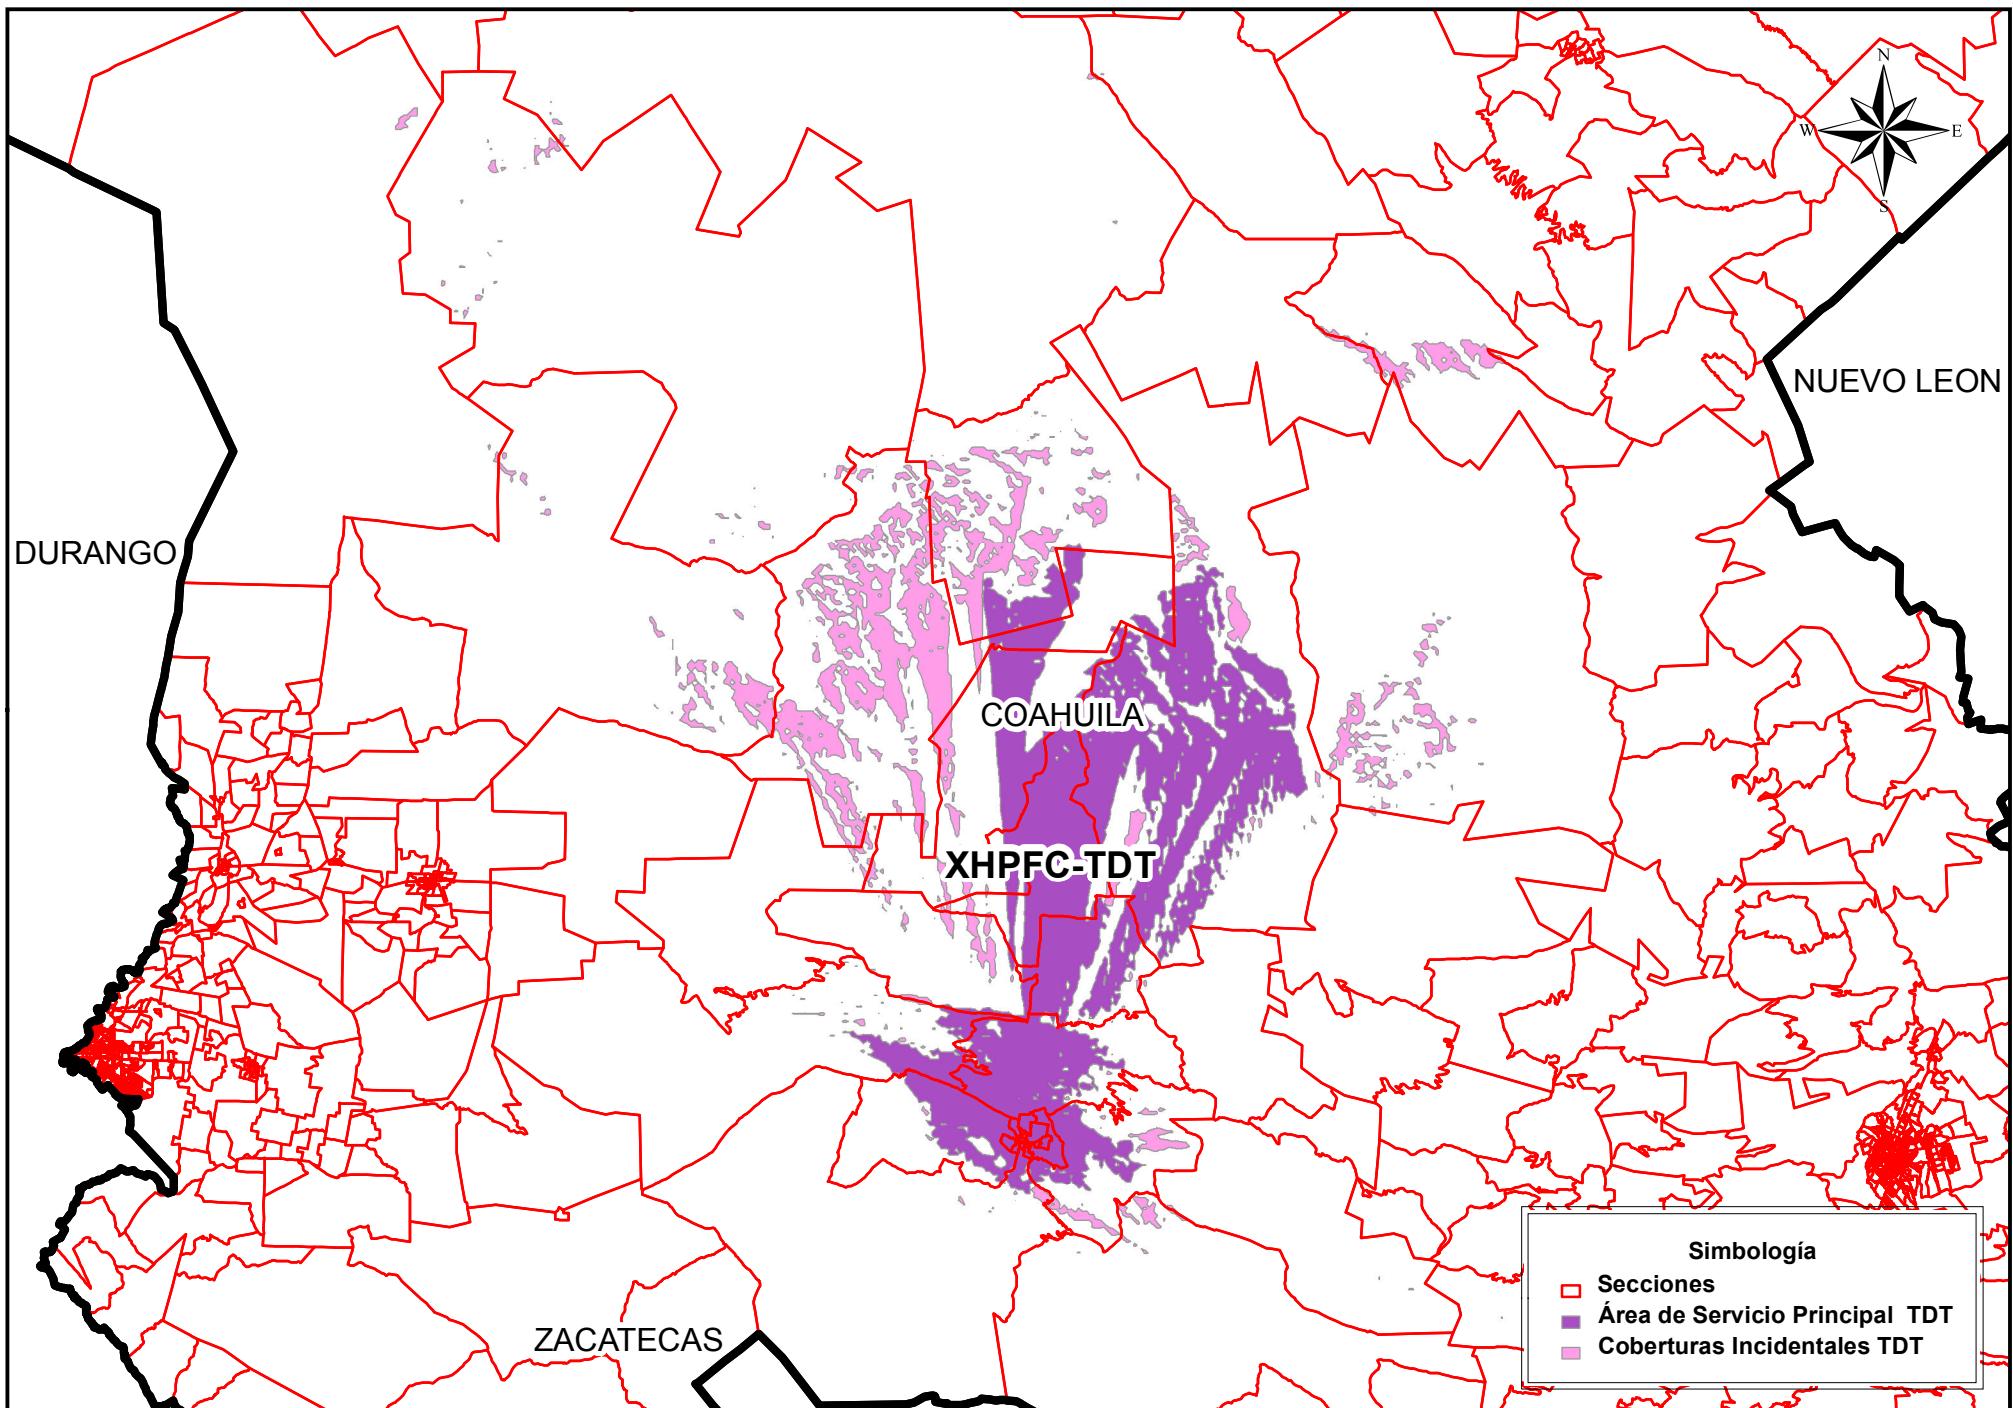 N
W
E
S
NUEVO LEON
DURANGO
COAHUILA
XHPFC-TDT
ZACATECAS
Simbología
Secciones
Área de Servicio Principal TDT
Coberturas Incidentales TDT